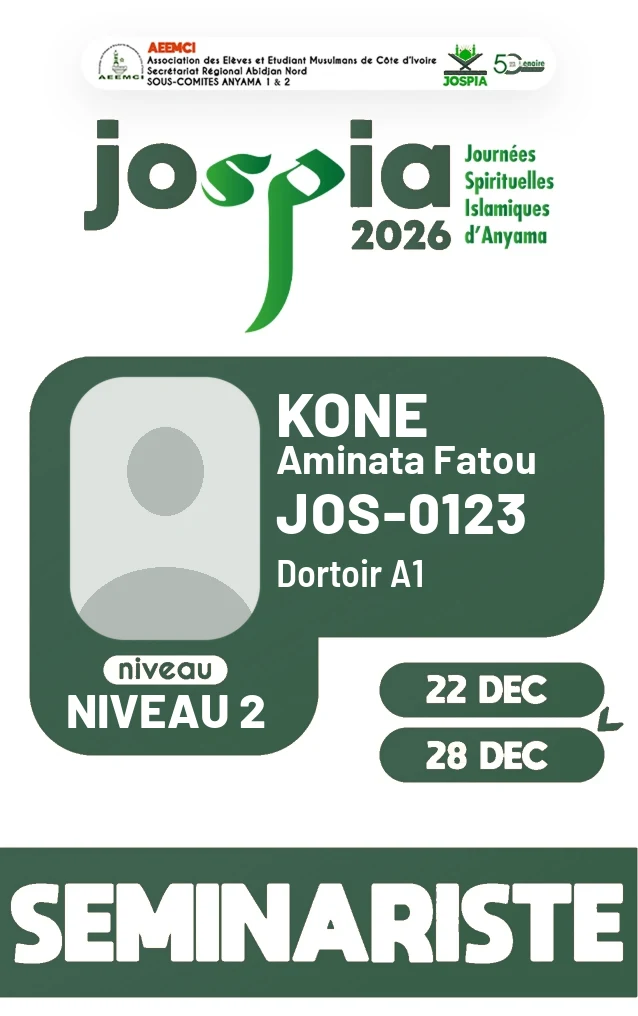 AEEMCI
Association des Elèves et Etudiant Musulmans de Côte d'Ivoire
Secrétariat Régional Abidjan Nord
SOUS-COMITES ANYAMA 1 & 2
AEEMCI
JOSPIA
jospia
2026
Journées
Spirituelles
Islamiques
d'Anyama
KONE
Aminata Fatou
JOS-0123
Dortoir A1
niveau
NIVEAU 2
22 DEC
28 DEC
SEMINARISTE